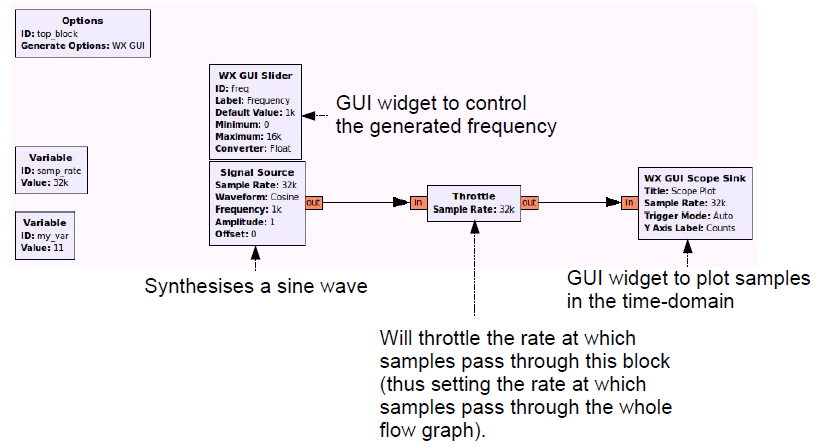 Options
ID: top_block
Generate Options: WX GUI
WX GUI Slider
ID: freq
Label: Frequency
Default Value: 1k
Minimum: 0
Maximum: 16k
Converter: Float
GUI widget to control
the generated frequency
Variable
ID: samp_rate
Value: 32k
Variable
ID: my_var
Value: 11
Signal Source
Sample Rate: 32k
Waveform: Cosine
Frequency: 1k
Amplitude: 1
Offset: 0
out
in
Throttle
Sample Rate: 32k
out
in
WX GUI Scope Sink
Title: Scope Plot
Sample Rate: 32k
Trigger Mode: Auto
Y Axis Label: Counts
Synthesises a sine wave
GUI widget to plot samples
in the time-domain
Will throttle the rate at which
samples pass through this block
(thus setting the rate at which
samples pass through the whole
flow graph).